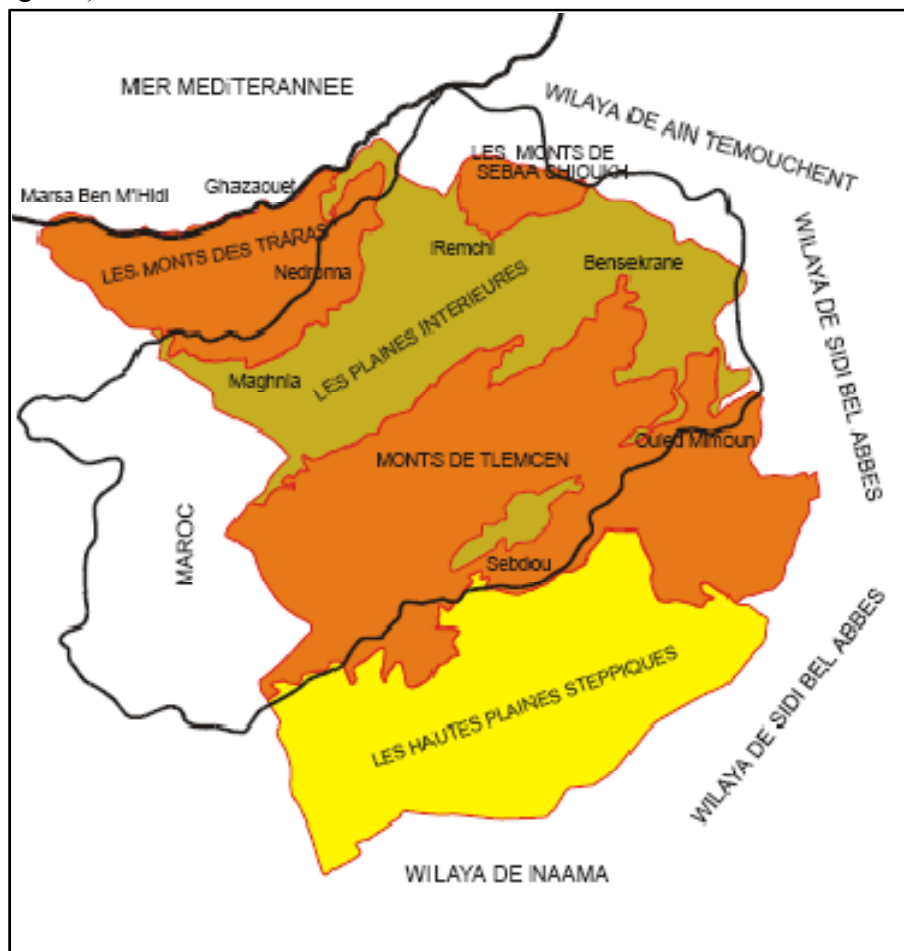 MIER MEDITERANNEE
WILAYA DE AIN TEMOUCHENT
LES MONTS DE
SEBAA CHIOUKH
Ghazaouet
Marsa Ben M'Hidi
LES MONTS DES TRARAS
Nedroma
Remchi
Bensekrane
WILAYA DE SIDI BEL ABBES
LES PLAINES INTERIEURES
Maghnia
Ouled Mimoun
MONTS DE TLEMCEN
MAROC
Sebdou
WILAYA DE SIDI BEL ABBES
LES HAUTES PLAINES STEPPIQUES
WILAYA DE NAAMA